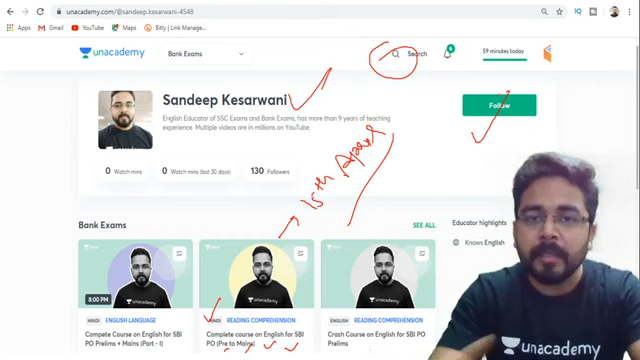 unacademy.com/@sandeep.kesarwani-4548
Apps Gmail YouTube Maps Bitly | Link Manage...
unacademy Bank Exams Search 6 59 minutes today
Sandeep Kesarwani
English Educator of SSC Exams and Bank Exams, has more than 9 years of teaching
experience. Multiple videos are in millions on YouTube.
Follow
0 Watch mins 0 Watch mins (last 30 days) 130 Followers
15th April
Bank Exams SEE ALL
Educator highlights
Knows English
8:00 PM
unacademy unacademy unacademy
HINDI ENGLISH LANGUAGE
Compete Course on English for SBI
PO Prelims + Mains (Part - I)
HINDI READING COMPREHENSION
Complete course on English for SBI
PO (Pre to Mains)
ENGLISH READING COMPREHENSION
Crash Course on English for SBI
PO Prelims
unacademy